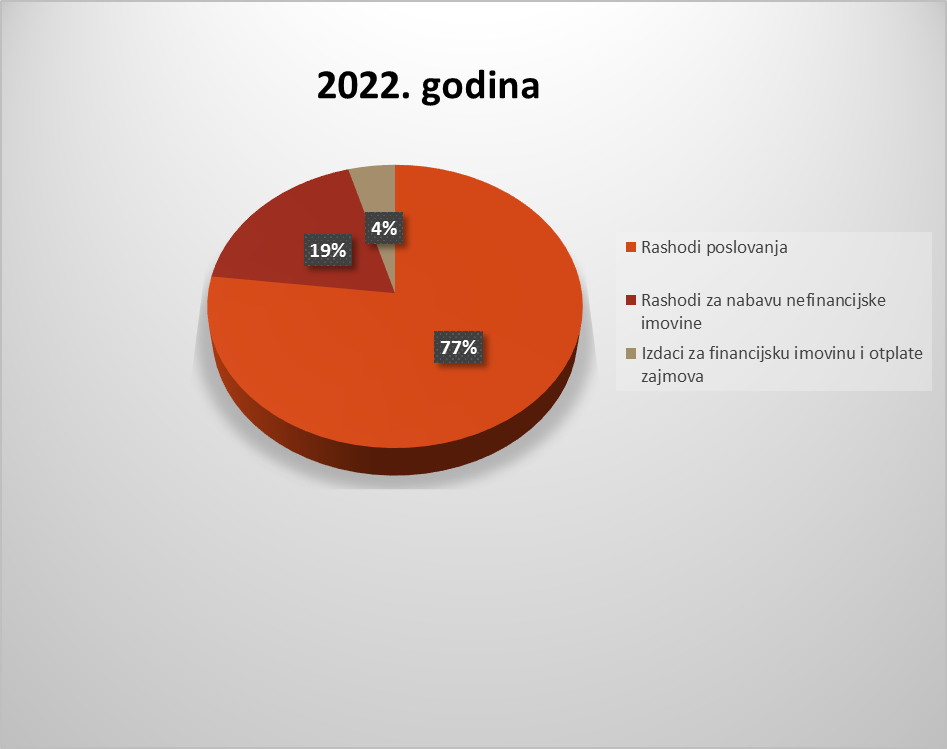 2022. godina
4%
19%
77%
Rashodi poslovanja
Rashodi za nabavu nefinancijske
imovine
Izdaci za financijsku imovinu i otplate
zajmova